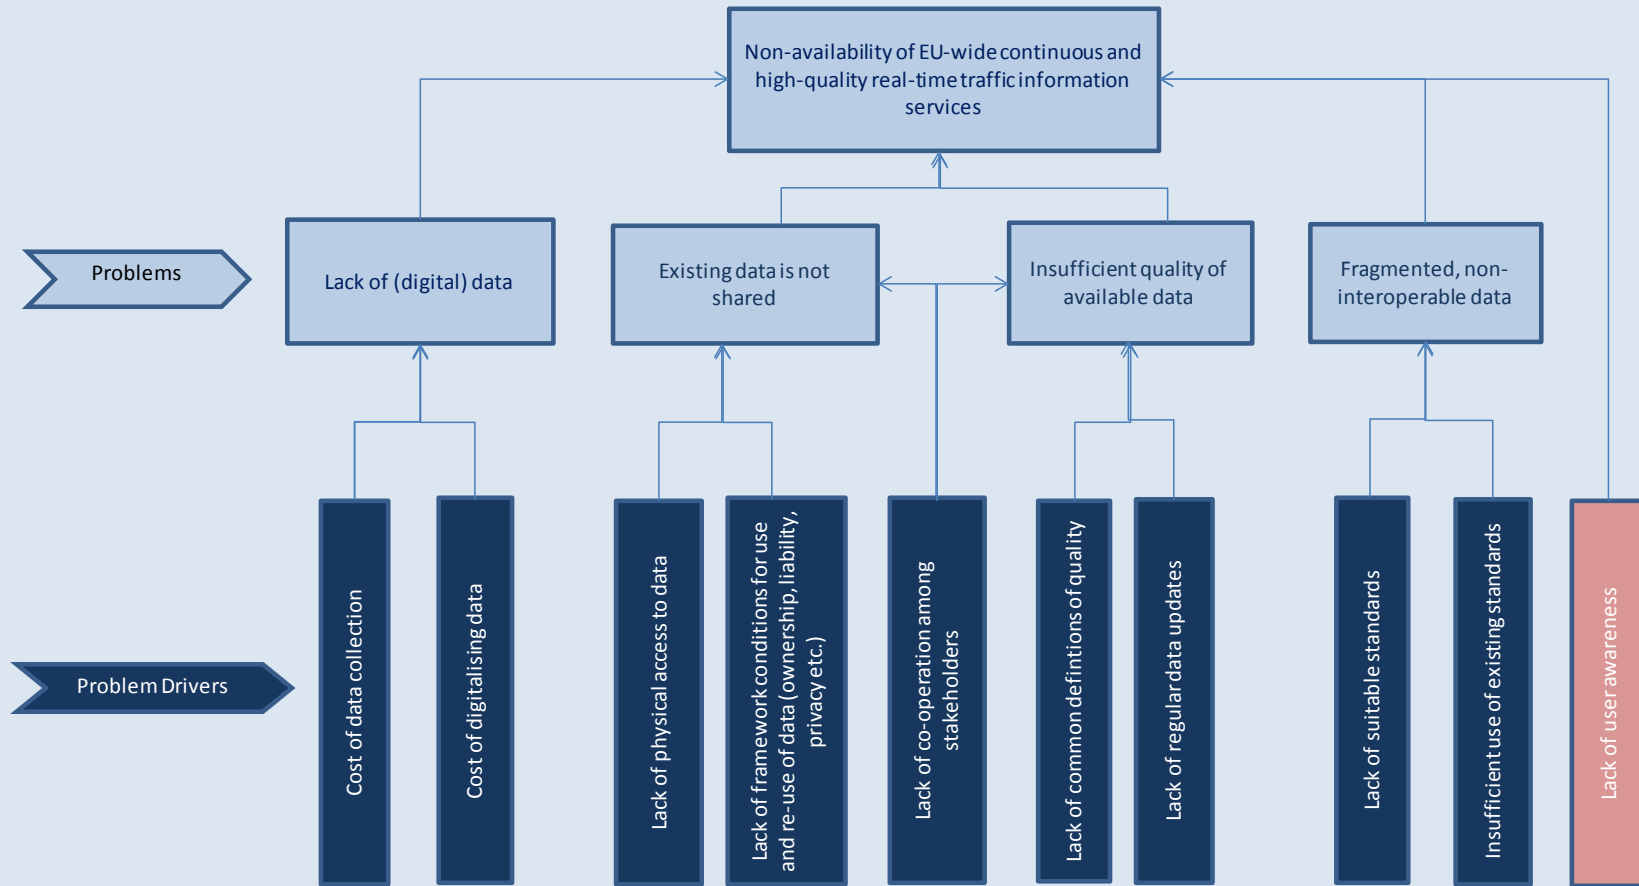 Non-availability of EU-wide continuous and
high-quality real-time traffic information
services
Problems
Lack of (digital) data
Existing data is not
shared
Insufficient quality of
available data
Fragmented, non-
interoperable data
Problem Drivers
Cost of data collection
Cost of digitalising data
Lack of physical access to data
Lack of framework conditions for use
and re-use of data (ownership, liability,
privacy etc.)
Lack of co-operation among
stakeholders
Lack of common defintions of quality
Lack of regular data updates
Lack of suitable standards
Insufficient use of existing standards
Lack of user awareness